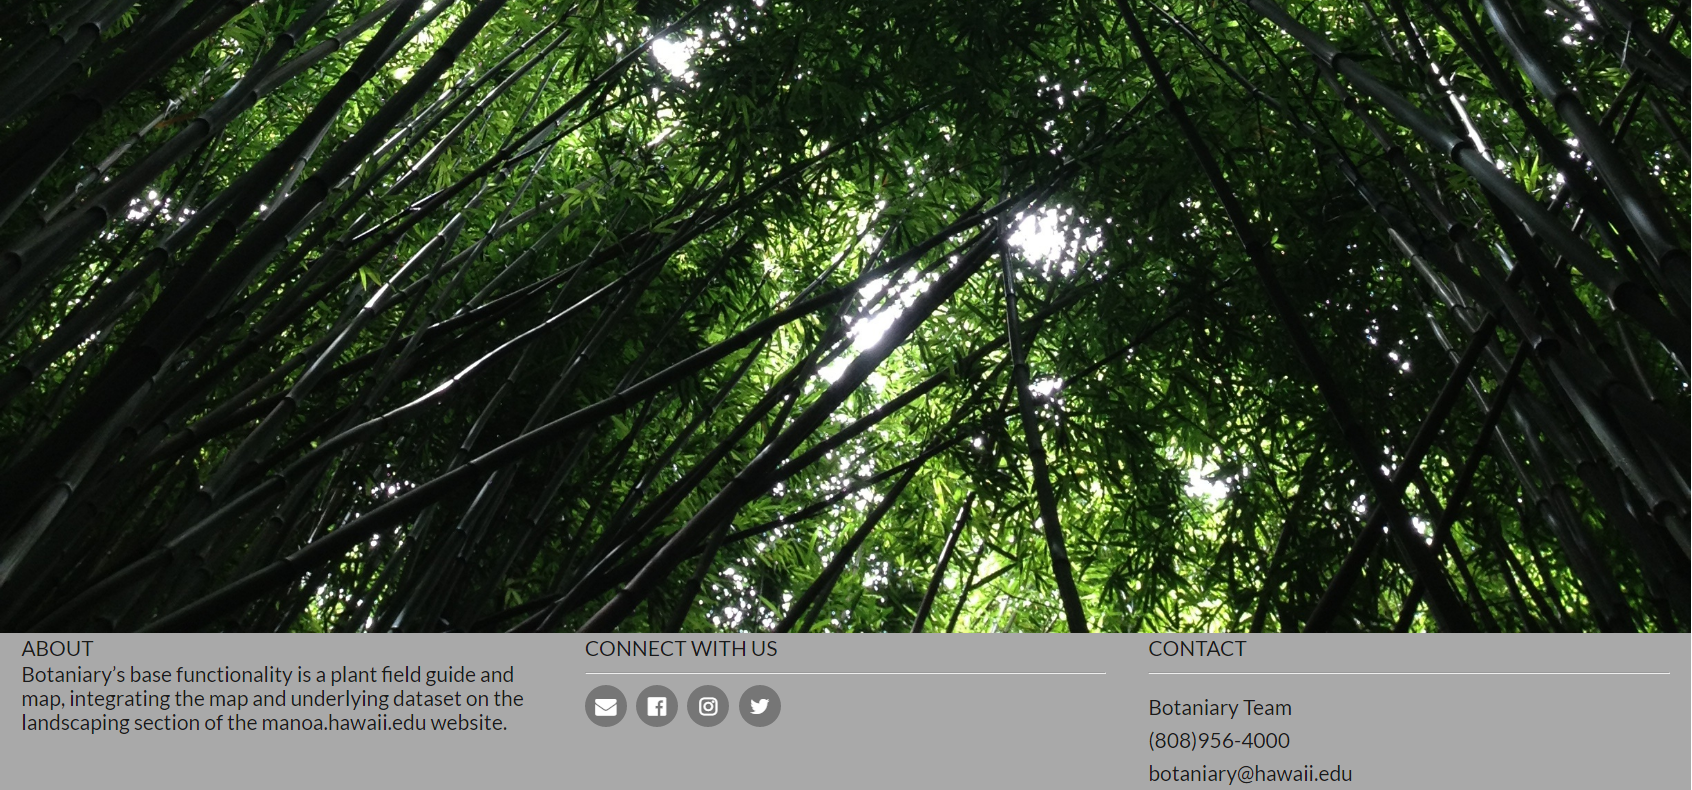 ABOUT
Botaniary’s base functionality is a plant field guide and
map, integrating the map and underlying dataset on the
landscaping section of the manoa.hawaii.edu website.
CONNECT WITH US
CONTACT
Botaniary Team
(808)956-4000
botaniary@hawaii.edu